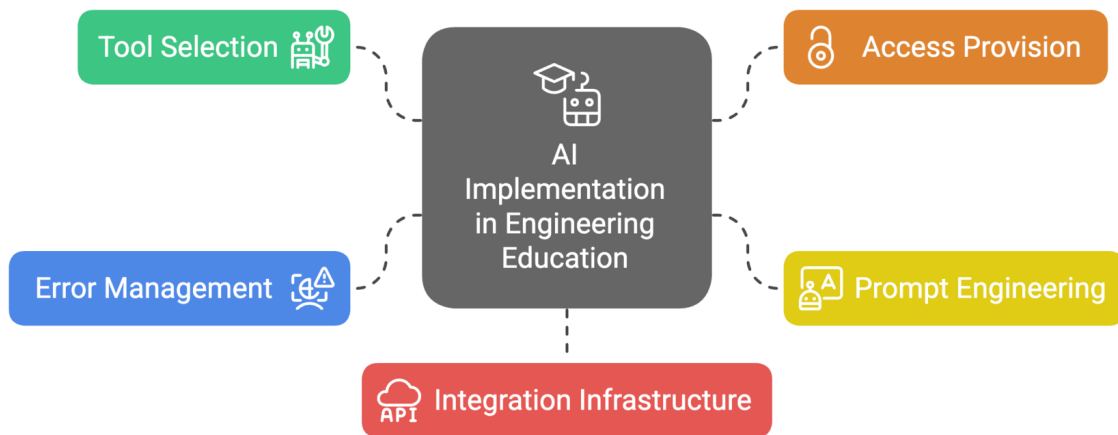 Tool Selection
Access Provision
AI
Implementation
in Engineering
Education
Error Management
A
Prompt Engineering
API
Integration Infrastructure